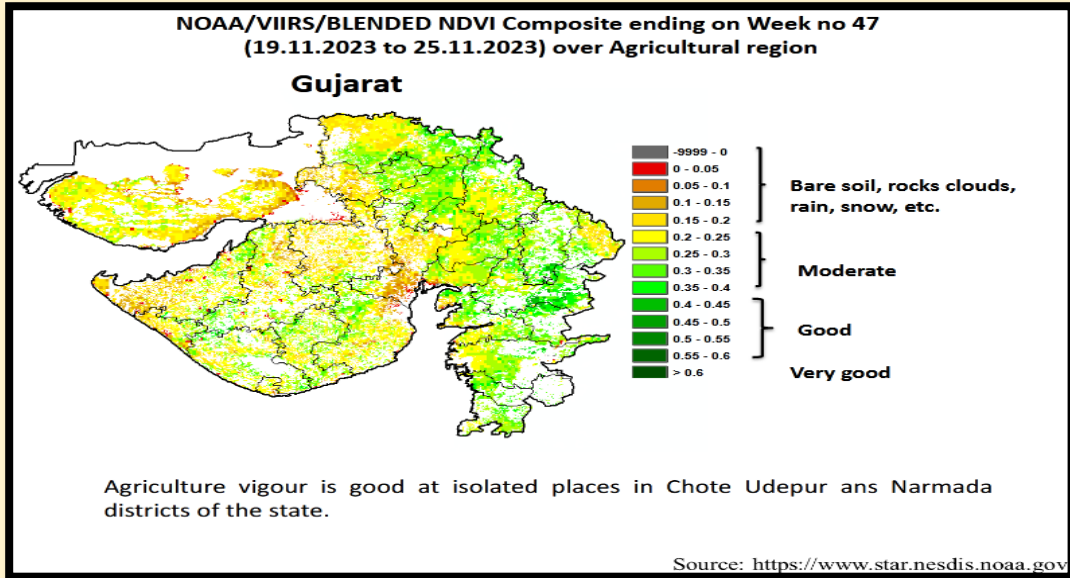 NOAA/VIIRS/BLENDED NDVI Composite ending on Week no 47
(19.11.2023 to 25.11.2023) over Agricultural region
Gujarat
-9999 - 0
0 - 0.05
0.05 - 0.1
0.1 - 0.15
0.15 - 0.2
0.2 - 0.25
0.25 - 0.3
0.3 - 0.35
0.35 - 0.4
0.4 - 0.45
0.45 - 0.5
0.5 - 0.55
0.55 - 0.6
> 0.6
Bare soil, rocks clouds,
rain, snow, etc.
Moderate
Good
Very good
Agriculture vigour is good at isolated places in Chote Udepur ans Narmada
districts of the state.
Source: https://www.star.nesdis.noaa.gov